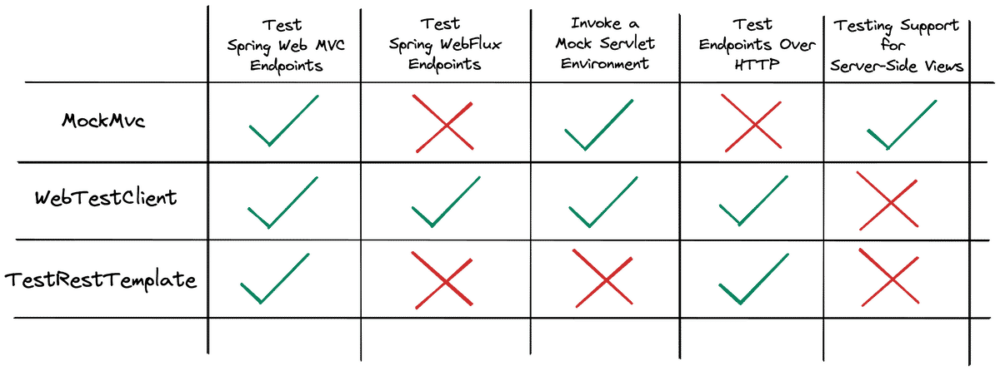 Test
Spring Web MVC
Endpoints
Test
Spring WebFlux
Endpoints
Invoke a
Mock Servlet
Environment
Test
Endpoints Over
HTTP
Testing Support
for
Server-Side Views
MockMvc
WebTestClient
TestRestTemplate